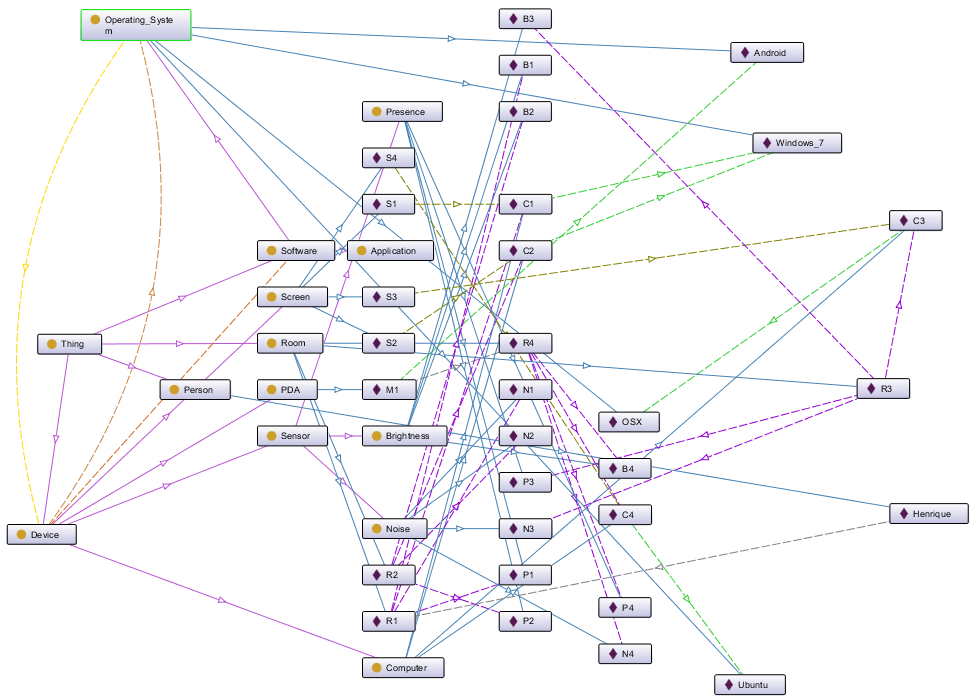 Operating_Syste
m
B3
Android
B1
Presence
B2
Windows_7
S4
S1
C1
C3
Software
Application
C2
Screen
S3
Thing
Room
S2
R4
Person
PDA
M1
N1
R3
OSX
Sensor
Brightness
N2
B4
P3
Device
Noise
N3
C4
Henrique
R2
P1
R1
P2
P4
Computer
N4
Ubuntu